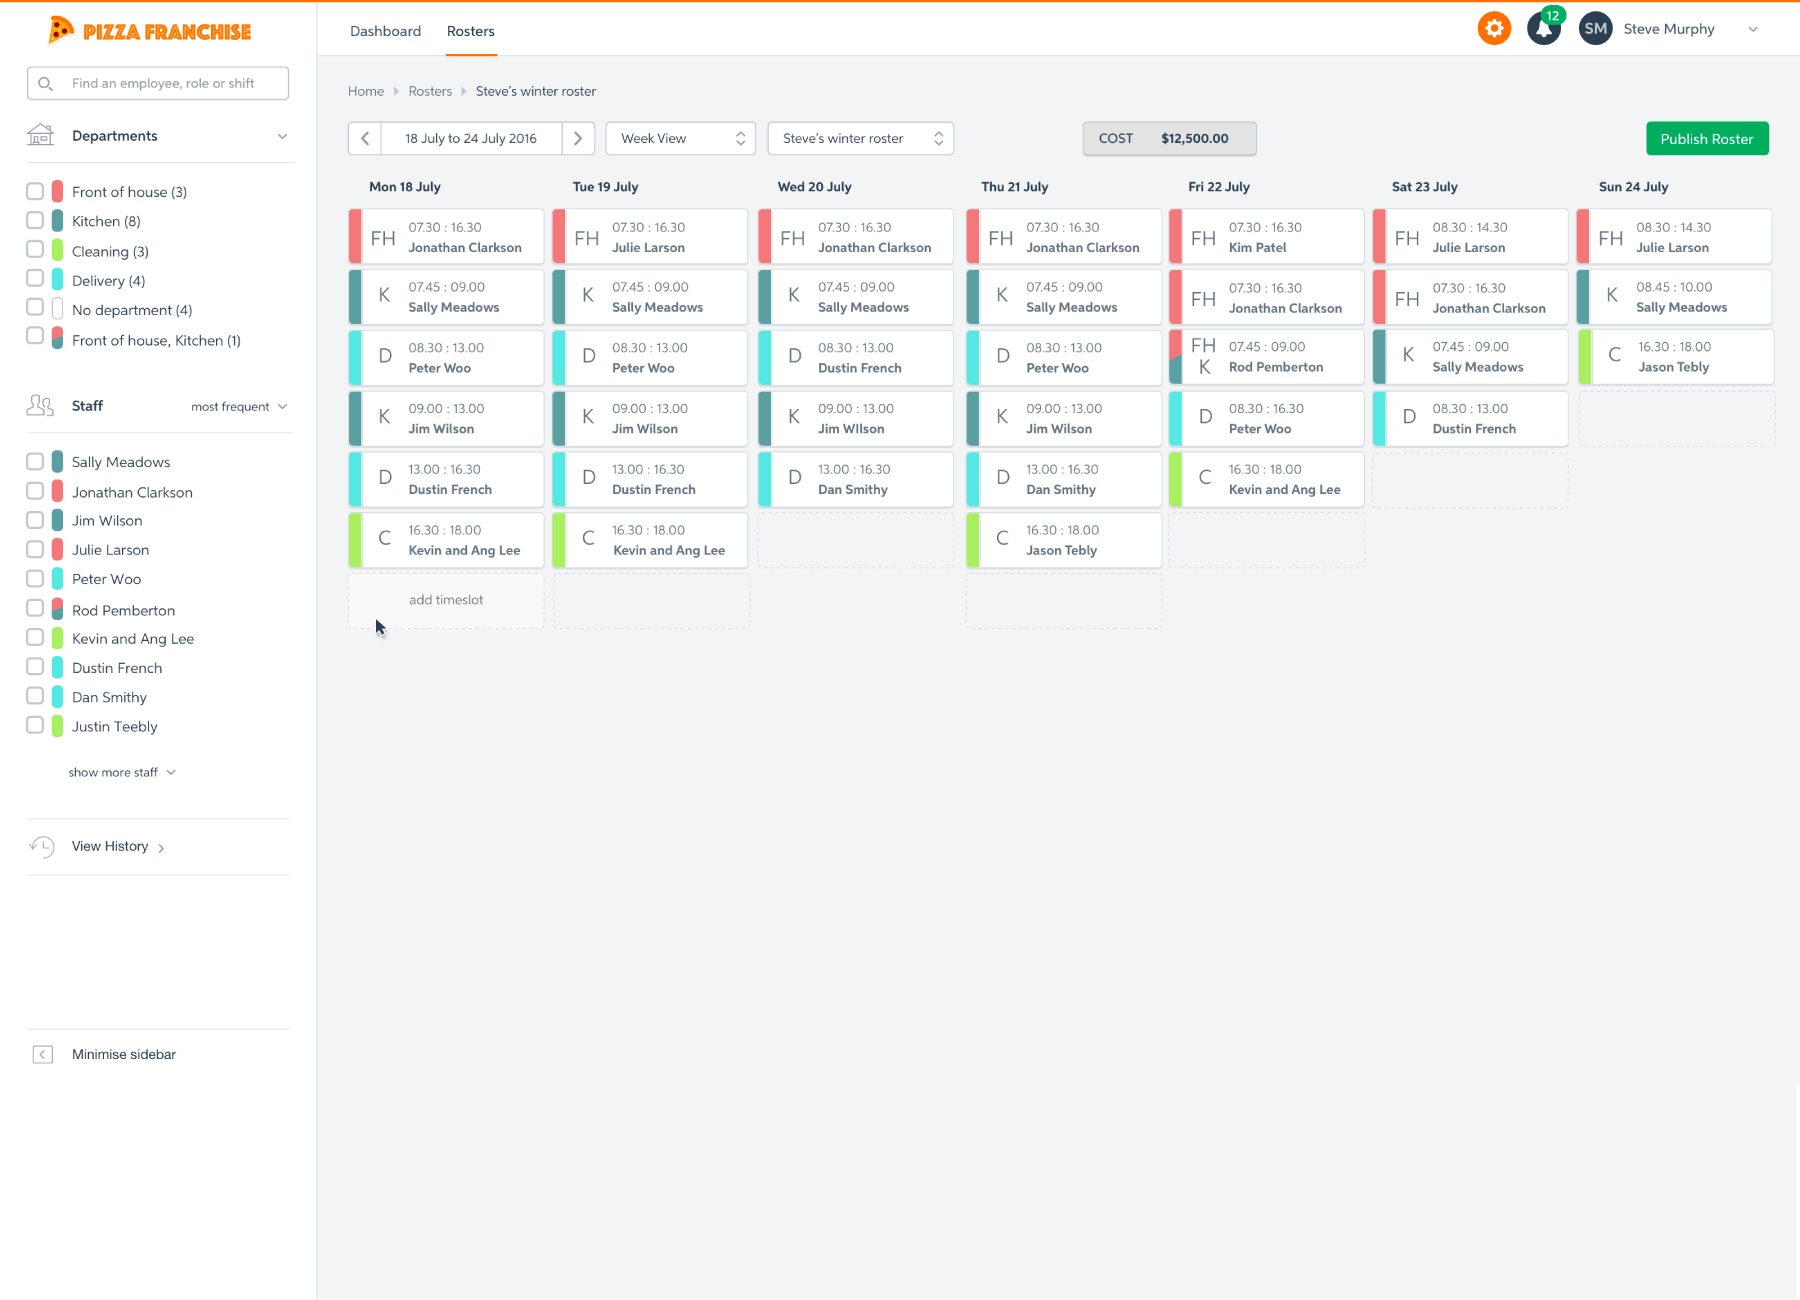 PIZZA FRANCHISE
Dashboard
Rosters
12
SM
Steve Murphy
Find an employee, role or shift
Departments
Front of house (3)
Kitchen (8)
Cleaning (3)
Delivery (4)
No department (4)
Front of house, Kitchen (1)
Staff
most frequent
Sally Meadows
Jonathan Clarkson
Jim Wilson
Julie Larson
Peter Woo
Rod Pemberton
Kevin and Ang Lee
Dustin French
Dan Smithy
Justin Teebly
show more staff
View History
Minimise sidebar
Home
Rosters
Steve's winter roster
18 July to 24 July 2016
Week View
Steve's winter roster
COST $12,500.00
Publish Roster
Mon 18 July
FH
07.30 : 16.30
Jonathan Clarkson
K
07.45 : 09.00
Sally Meadows
D
08.30 : 13.00
Peter Woo
K
09.00 : 13.00
Jim Wilson
D
13.00 : 16.30
Dustin French
C
16.30 : 18.00
Kevin and Ang Lee
add timeslot
Tue 19 July
FH
07.30 : 16.30
Julie Larson
K
07.45 : 09.00
Sally Meadows
D
08.30 : 13.00
Peter Woo
K
09.00 : 13.00
Jim Wilson
D
13.00 : 16.30
Dustin French
C
16.30 : 18.00
Kevin and Ang Lee
Wed 20 July
FH
07.30 : 16.30
Jonathan Clarkson
K
07.45 : 09.00
Sally Meadows
D
08.30 : 13.00
Dustin French
K
09.00 : 13.00
Jim WIlson
D
13.00 : 16.30
Dan Smithy
Thu 21 July
FH
07.30 : 16.30
Jonathan Clarkson
K
07.45 : 09.00
Sally Meadows
D
08.30 : 13.00
Peter Woo
K
09.00 : 13.00
Jim Wilson
D
13.00 : 16.30
Dan Smithy
C
16.30 : 18.00
Jason Tebly
Fri 22 July
FH
07.30 : 16.30
Kim Patel
FH
07.30 : 16.30
Jonathan Clarkson
FH
K
07.45 : 09.00
Rod Pemberton
D
08.30 : 16.30
Peter Woo
C
16.30 : 18.00
Kevin and Ang Lee
Sat 23 July
FH
08.30 : 14.30
Julie Larson
FH
07.30 : 16.30
Jonathan Clarkson
K
07.45 : 09.00
Sally Meadows
D
08.30 : 13.00
Dustin French
Sun 24 July
FH
08.30 : 14.30
Julie Larson
K
08.45 : 10.00
Sally Meadows
C
16.30 : 18.00
Jason Tebly